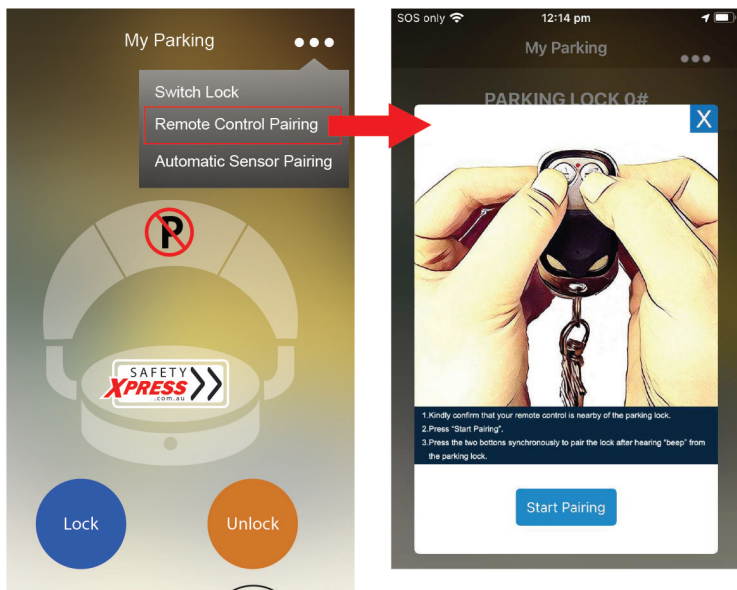 My Parking
Switch Lock
Remote Control Pairing
Automatic Sensor Pairing
P
SAFETY
XPRESS
.com.au
Lock
Unlock
SOS only
12:14 pm
My Parking
PARKING LOCK 0#
X
1.Kindly confirm that your remote control is nearby of the parking lock.
2.Press "Start Pairing".
3.Press the two bottons synchronously to pair the lock after hearing "beep" from
the parking lock.
Start Pairing